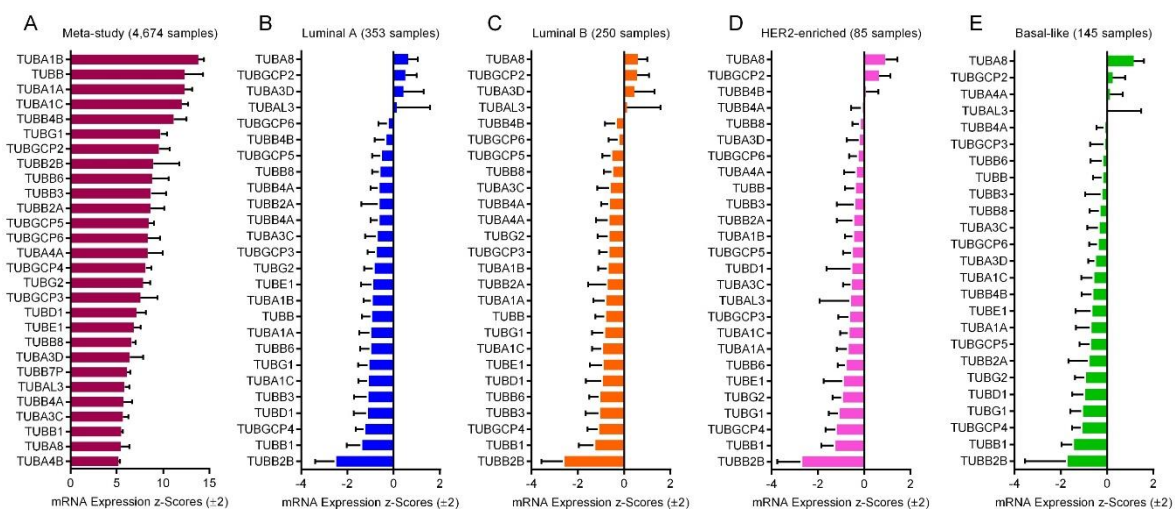 A
Meta-study (4,674 samples)
TUBA1B
TUBB
TUBA1A
TUBA1C
TUBB4B
TUBG1
TUBGCP2
TUBB2B
TUBB6
TUBB3
TUBB2A
TUBGCP5
TUBGCP6
TUBA4A
TUBGCP4
TUBG2
TUBGCP3
TUBD1
TUBE1
TUBB8
TUBA3D
TUBB7P
TUBAL3
TUBB4A
TUBA3C
TUBB1
TUBA8
TUBA4B
0 5 10 15
mRNA Expression z-Scores (±2)
B
Luminal A (353 samples)
TUBA8
TUBGCP2
TUBA3D
TUBAL3
TUBGCP6
TUBB4B
TUBGCP5
TUBB8
TUBB4A
TUBB2A
TUBB4A
TUBA3C
TUBGCP3
TUBG2
TUBE1
TUBA1B
TUBB
TUBA1A
TUBB6
TUBG1
TUBA1C
TUBB3
TUBD1
TUBGCP4
TUBB1
TUBB2B
-4 -2 0 2
mRNA Expression z-Scores (±2)
C
Luminal B (250 samples)
TUBA8
TUBGCP2
TUBA3D
TUBAL3
TUBB4B
TUBGCP6
TUBGCP5
TUBB8
TUBA3C
TUBB4A
TUBA4A
TUBG2
TUBGCP3
TUBA1B
TUBB2A
TUBA1A
TUBB
TUBG1
TUBA1C
TUBE1
TUBD1
TUBB6
TUBB3
TUBGCP4
TUBB1
TUBB2B
-4 -2 0 2
mRNA Expression z-Scores (±2)
D
HER2-enriched (85 samples)
TUBA8
TUBGCP2
TUBB4B
TUBB4A
TUBB8
TUBA3D
TUBGCP6
TUBA4A
TUBB
TUBB3
TUBB2A
TUBA1B
TUBGCP5
TUBD1
TUBA3C
TUBAL3
TUBGCP3
TUBA1C
TUBA1A
TUBB6
TUBE1
TUBG2
TUBG1
TUBGCP4
TUBB1
TUBB2B
-4 -2 0 2
mRNA Expression z-Scores (±2)
E
Basal-like (145 samples)
TUBA8
TUBGCP2
TUBA4A
TUBAL3
TUBB4A
TUBGCP3
TUBB6
TUBB
TUBB3
TUBB8
TUBA3C
TUBGCP6
TUBA3D
TUBA1C
TUBB4B
TUBE1
TUBA1A
TUBGCP5
TUBB2A
TUBG2
TUBD1
TUBG1
TUBGCP4
TUBB1
TUBB2B
-4 -2 0 2
mRNA Expression z-Scores (±2)